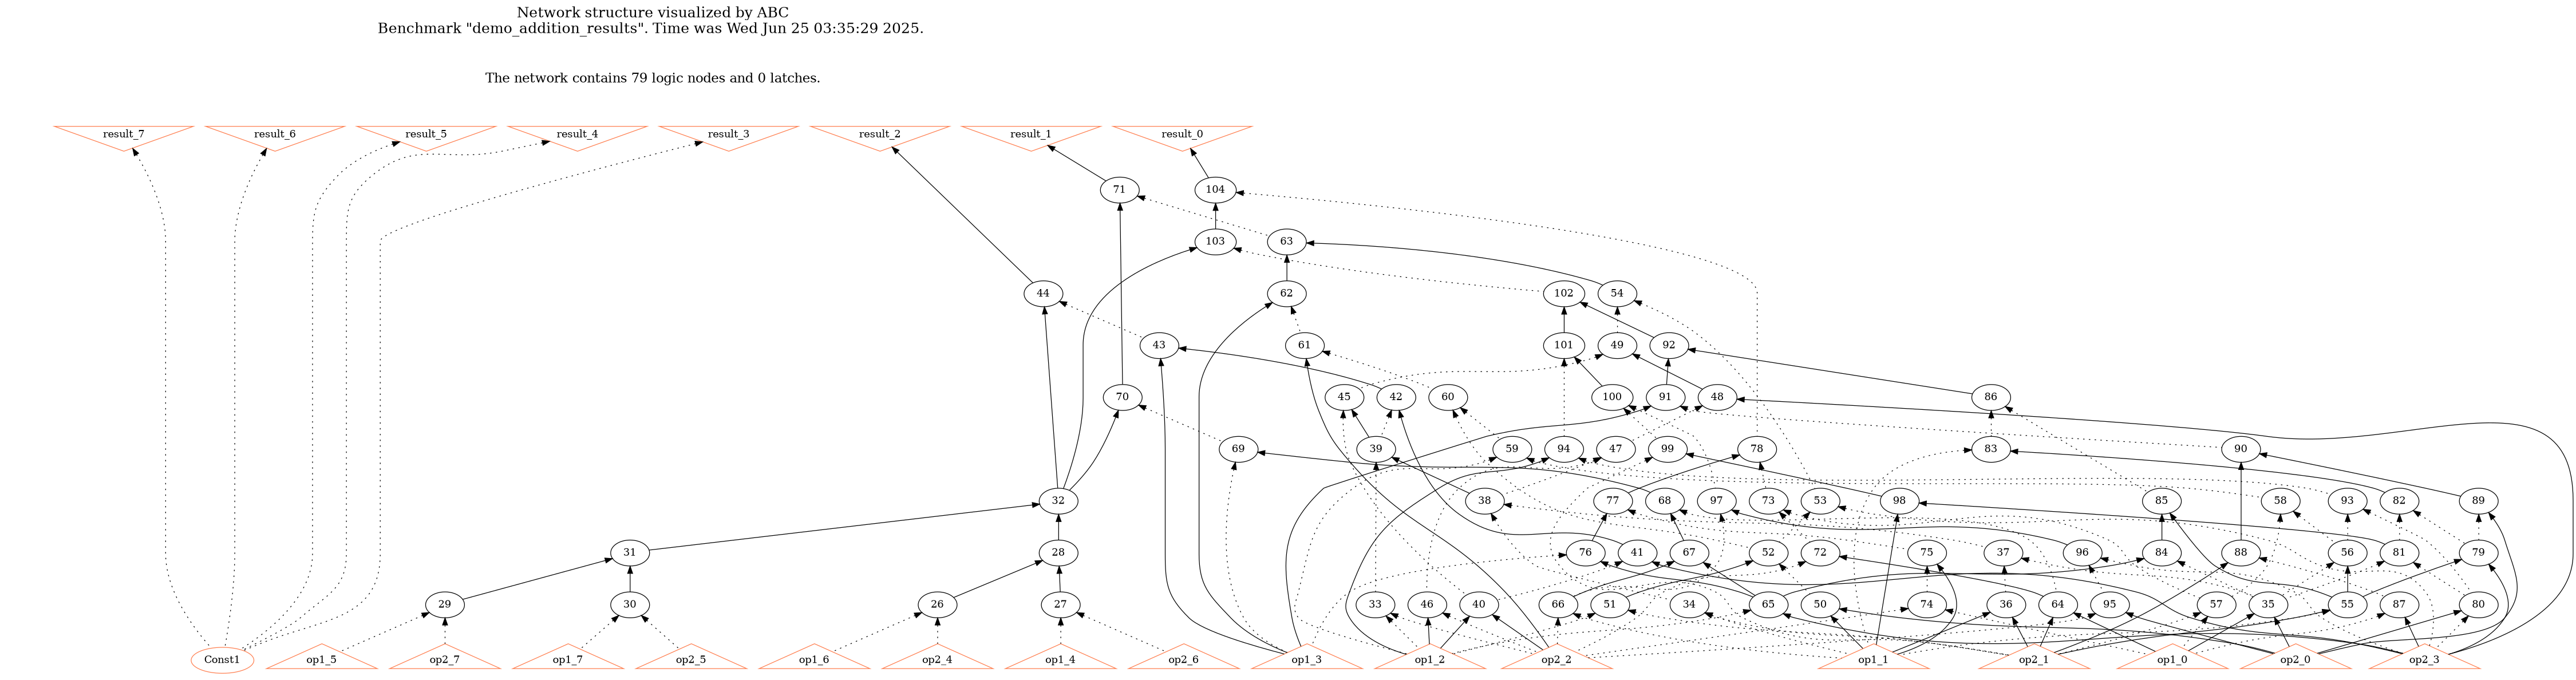 Network structure visualized by ABC
Benchmark "demo_addition_results". Time was Wed Jun 25 03:35:29 2025.
The network contains 79 logic nodes and 0 latches.
result_7 result_6 result_5 result_4 result_3 result_2 result_1 result_0
71 104
103 63
44 102 54
43 61 101 49 92
70 45 42 60 100 91 48 86
69 39 59 94 47 99 78 83 90
32 38 77 68 97 73 53 98 85 58 93 82 89
31 28 76 41 67 52 72 75 37 96 84 88 56 81 79
29 30 26 27 33 46 40 66 51 34 65 50 74 36 64 95 57 35 55 87 80
Const1 op1_5 op2_7 op1_7 op2_5 op1_6 op2_4 op1_4 op2_6 op1_3 op1_2 op2_2 op1_1 op2_1 op1_0 op2_0 op2_3